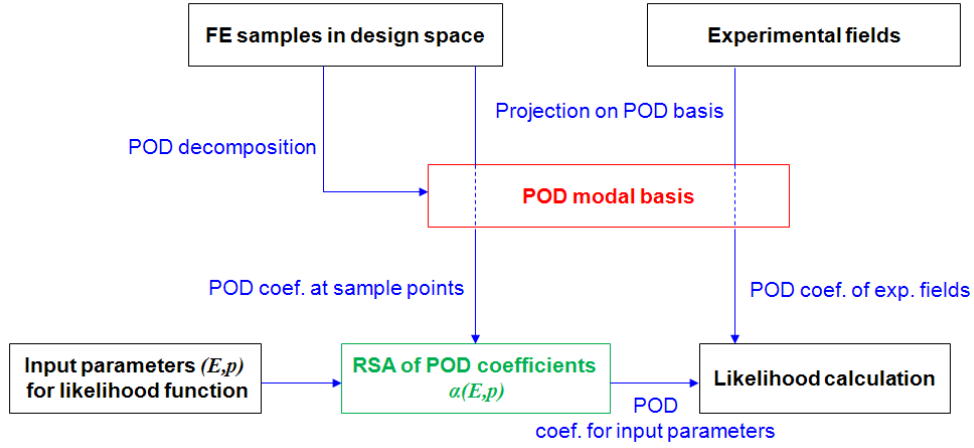 FE samples in design space
Experimental fields
Projection on POD basis
POD decomposition
POD modal basis
POD coef. at sample points
POD coef. of exp. fields
Input parameters (E,p)
for likelihood function
RSA of POD coefficients
α(E,p)
Likelihood calculation
POD
coef. for input parameters